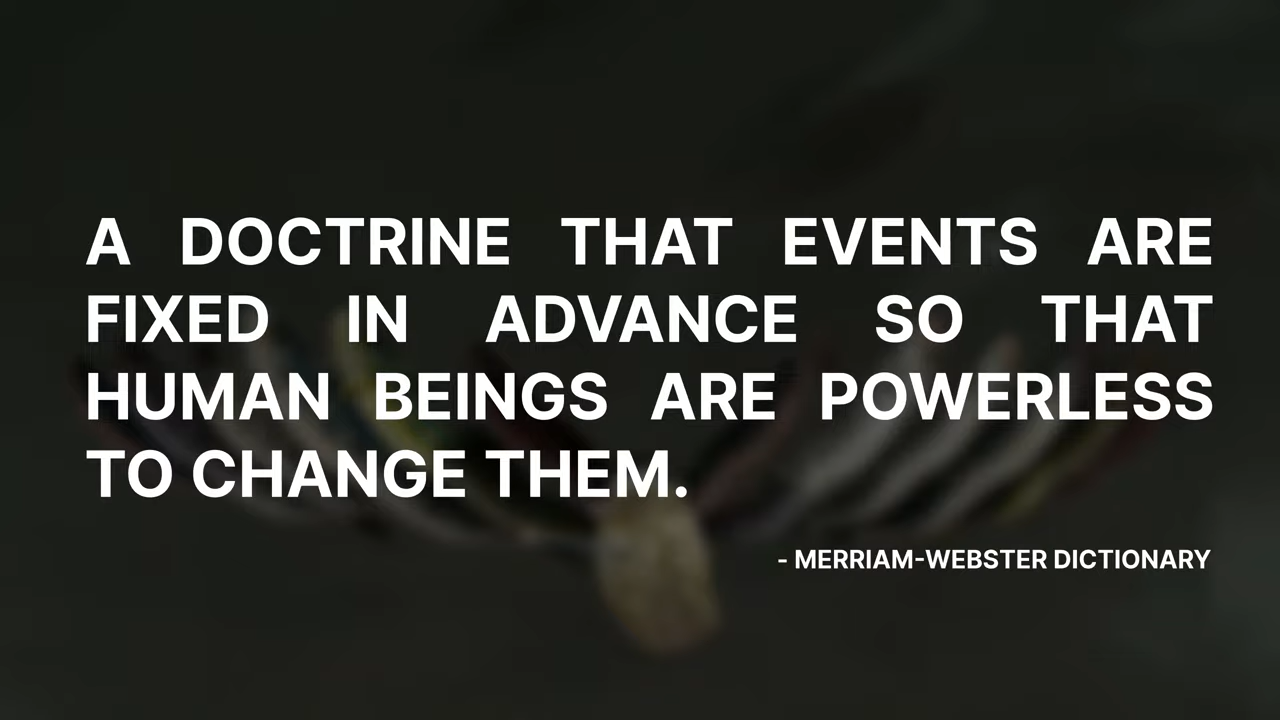 A DOCTRINE THAT EVENTS ARE
FIXED IN ADVANCE SO THAT
HUMAN BEINGS ARE POWERLESS
TO CHANGE THEM.
- MERRIAM-WEBSTER DICTIONARY